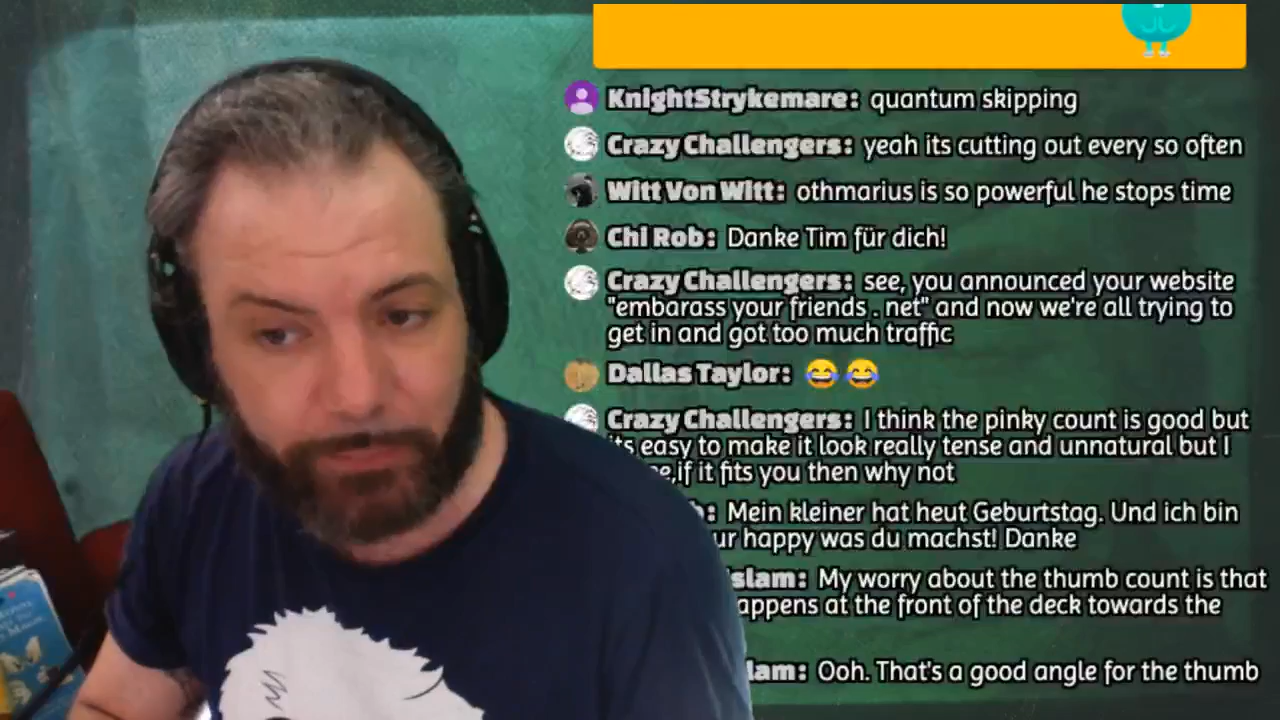 KnightStrykemare: quantum skipping
Crazy Challengers: yeah its cutting out every so often
Witt Von Witt: othmarius is so powerful he stops time
Chi Rob: Danke Tim für dich!
Crazy Challengers: see, you announced your website
"embarass your friends . net" and now we're all trying to
get in and got too much traffic
Dallas Taylor: 😂 😂
Crazy Challengers: I think the pinky count is good but
its easy to make it look really tense and unnatural but I
if it fits you then why not
Mein kleiner hat heut Geburtstag. Und ich bin
happy was du machst! Danke
My worry about the thumb count is that
at the front of the deck towards the
Ooh. That's a good angle for the thumb